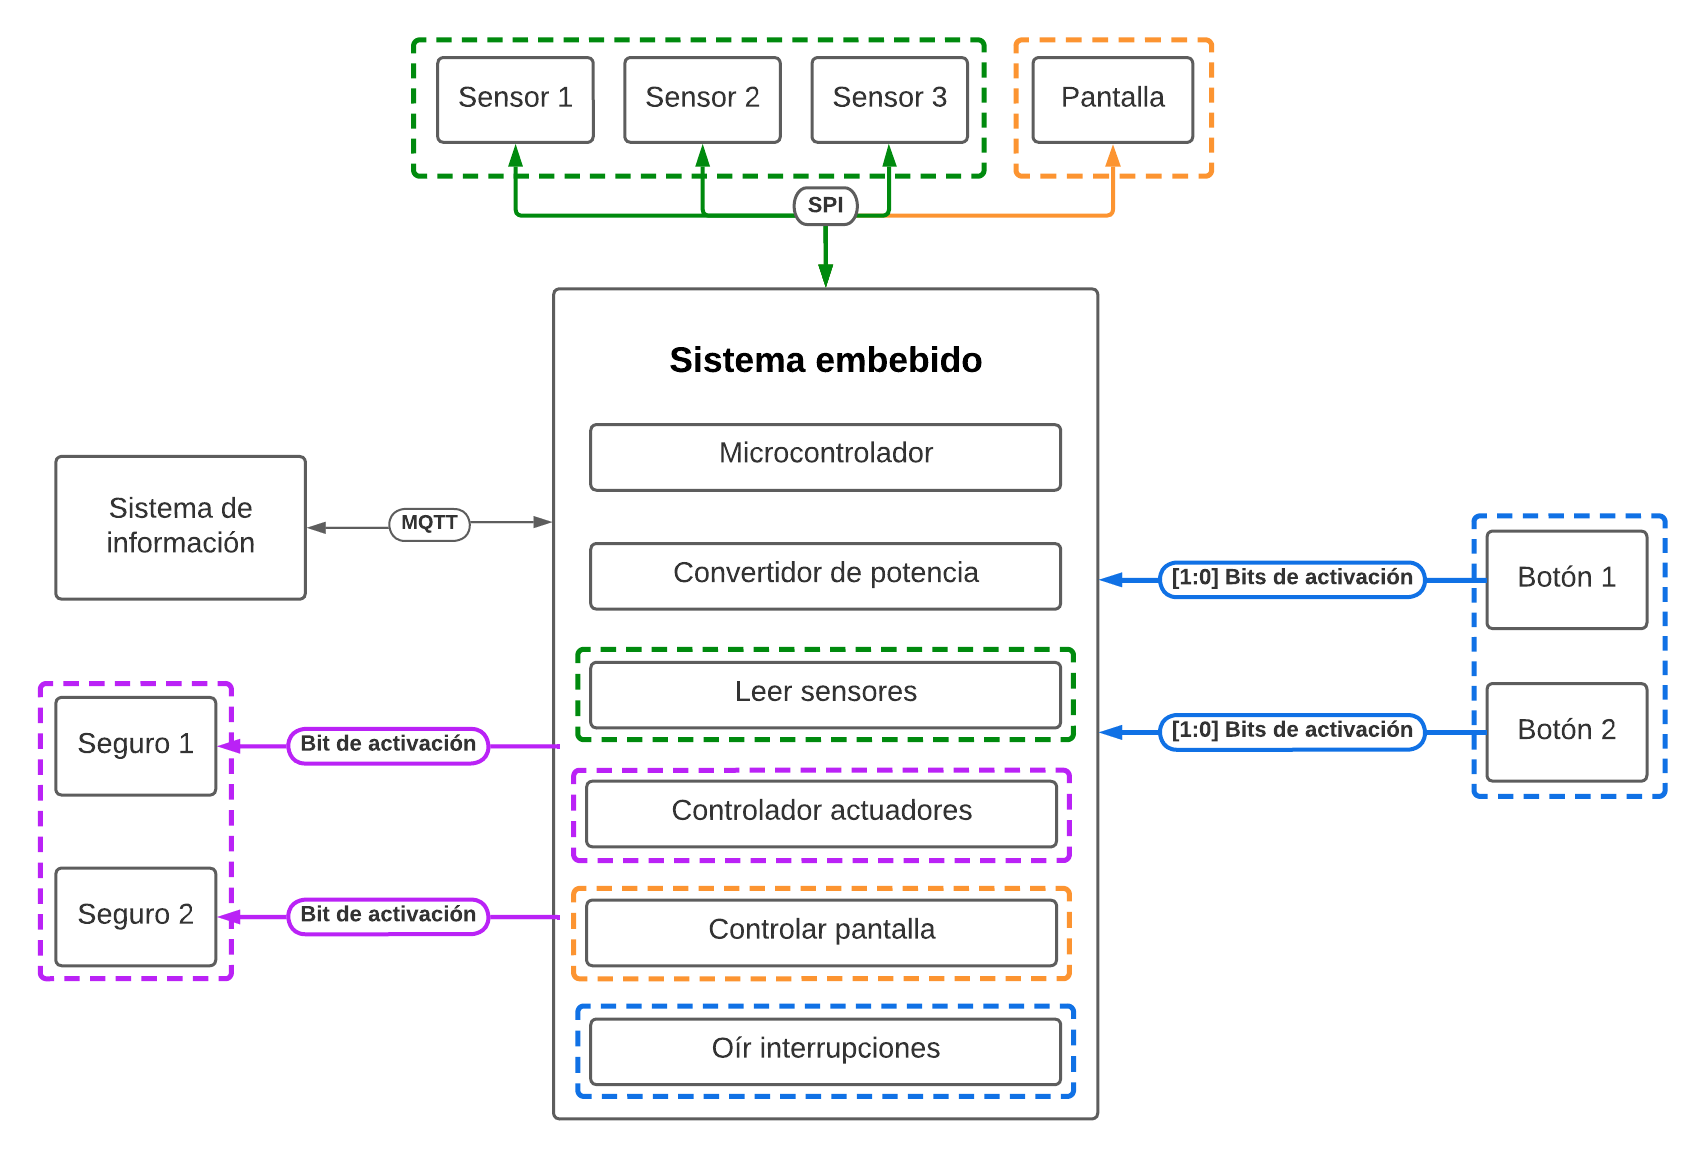 Sensor 1
Sensor 2
Sensor 3
Pantalla
SPI
Sistema embebido
Microcontrolador
Sistema de
información
MQTT
Convertidor de potencia
[1:0] Bits de activación
Botón 1
Leer sensores
Seguro 1
Bit de activación
[1:0] Bits de activación
Botón 2
Controlador actuadores
Seguro 2
Bit de activación
Controlar pantalla
Oír interrupciones